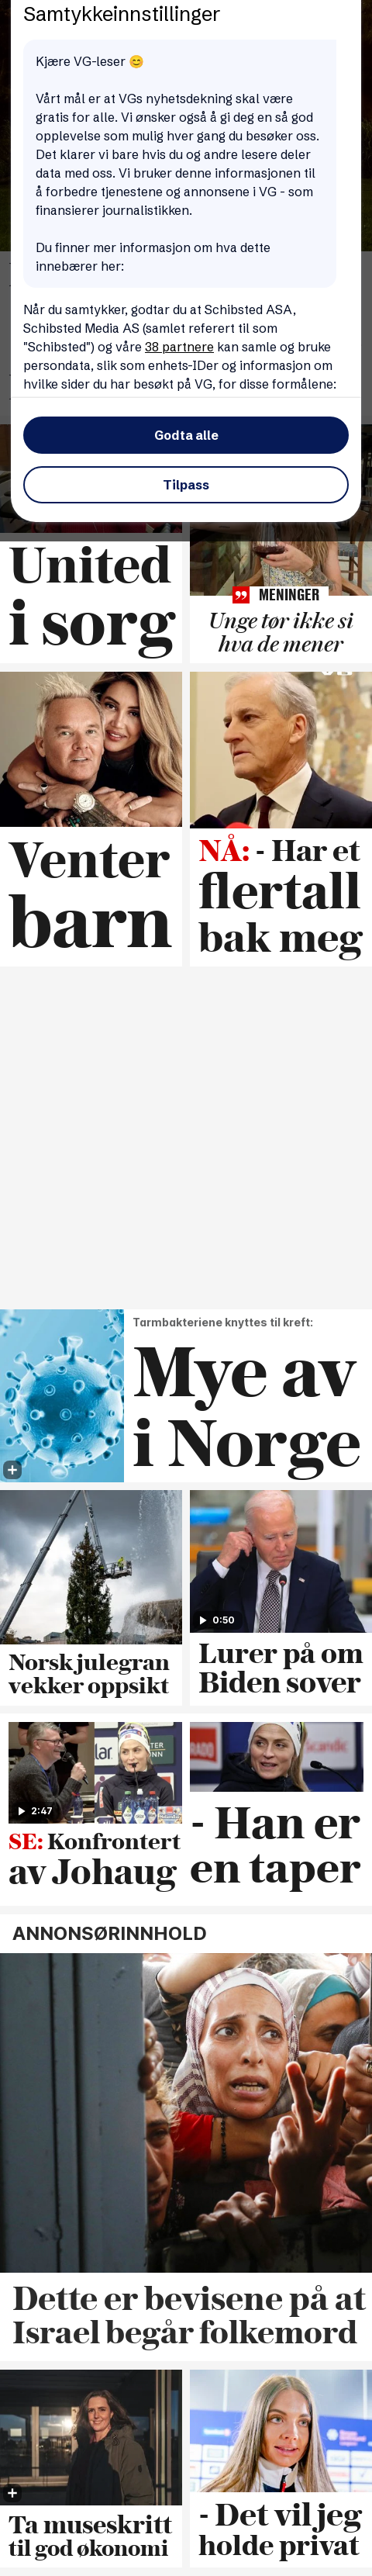 Samtykkeinnstillinger
Kjære VG-leser 😊
Vårt mål er at VGs nyhetsdekning skal være
gratis for alle. Vi ønsker også å gi deg en så god
opplevelse som mulig hver gang du besøker oss.
Det klarer vi bare hvis du og andre lesere deler
data med oss. Vi bruker denne informasjonen til
å forbedre tjenestene og annonsene i VG - som
finansierer journalistikken.
Du finner mer informasjon om hva dette
innebærer her:
Når du samtykker, godtar du at Schibsted ASA,
Schibsted Media AS (samlet referert til som
"Schibsted") og våre 38 partnere kan samle og bruke
persondata, slik som enhets-IDer og informasjon om
hvilke sider du har besøkt på VG, for disse formålene:
Godta alle
Tilpass
United
i sorg
MENINGER
Unge tør ikke si
hva de mener
Venter
barn
NÅ: - Har et
flertall
bak meg
Tarmbakteriene knyttes til kreft:
Mye av
i Norge
Norsk julegran
vekker oppsikt
0:50
Lurer på om
Biden sover
2:47
SE: Konfrontert
av Johaug
- Han er
en taper
ANNONSØRINNHOLD
Dette er bevisene på at
Israel begår folkemord
Ta museskritt
til god økonomi
- Det vil jeg
holde privat